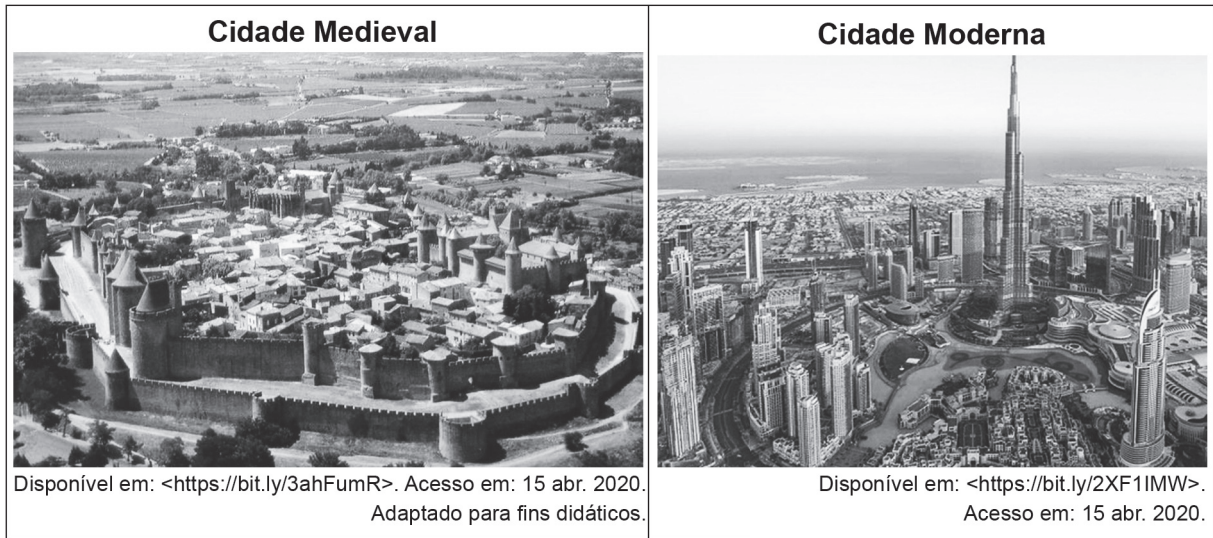 Cidade Medieval
Disponível em: <https://bit.ly/3ahFumR>. Acesso em: 15 abr. 2020.
Adaptado para fins didáticos.
Cidade Moderna
Disponível em: <https://bit.ly/2XF1IMW>.
Acesso em: 15 abr. 2020.